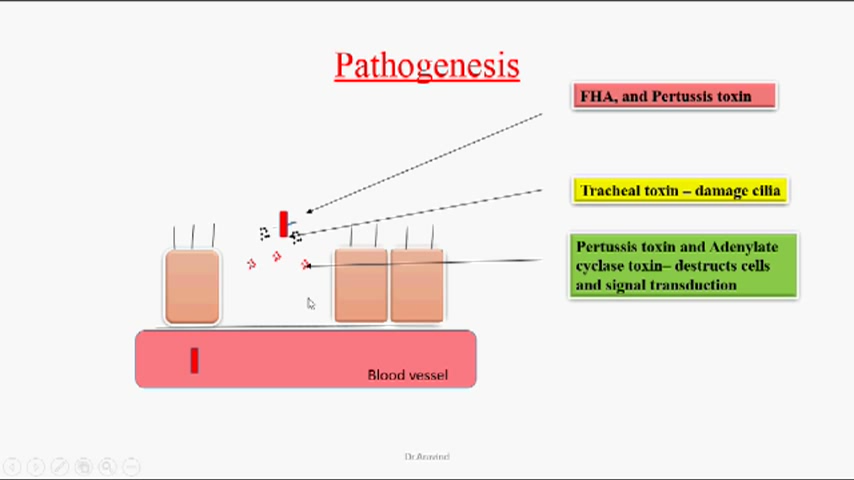 Pathogenesis
FHA, and Pertussis toxin
Tracheal toxin – damage cilia
Pertussis toxin and Adenylate
cyclase toxin– destructs cells
and signal transduction
Blood vessel
Dr.Aravind